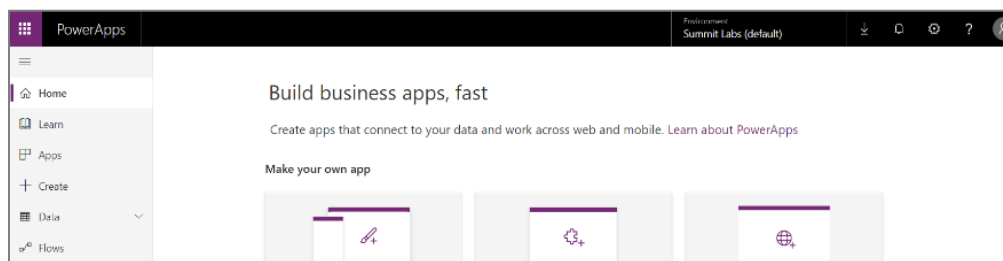 PowerApps
Environment
Summit Labs (default)
?
Home
Learn
Apps
Create
Data
Flows
Build business apps, fast
Create apps that connect to your data and work across web and mobile. Learn about PowerApps
Make your own app